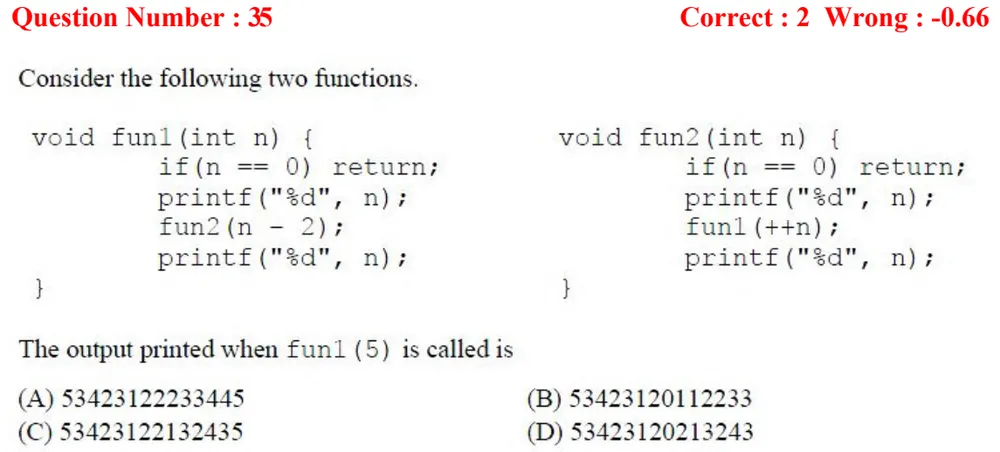 Question Number : 35 Correct : 2 Wrong : -0.66
Consider the following two functions.
void fun1(int n) {
if(n == 0) return;
printf("%d", n);
fun2(n - 2);
printf("%d", n);
}
void fun2(int n) {
if(n == 0) return;
printf("%d", n);
fun1(++n);
printf("%d", n);
}
The output printed when fun1(5) is called is
(A) 53423122233445 (B) 53423120112233
(C) 53423122132435 (D) 53423120213243